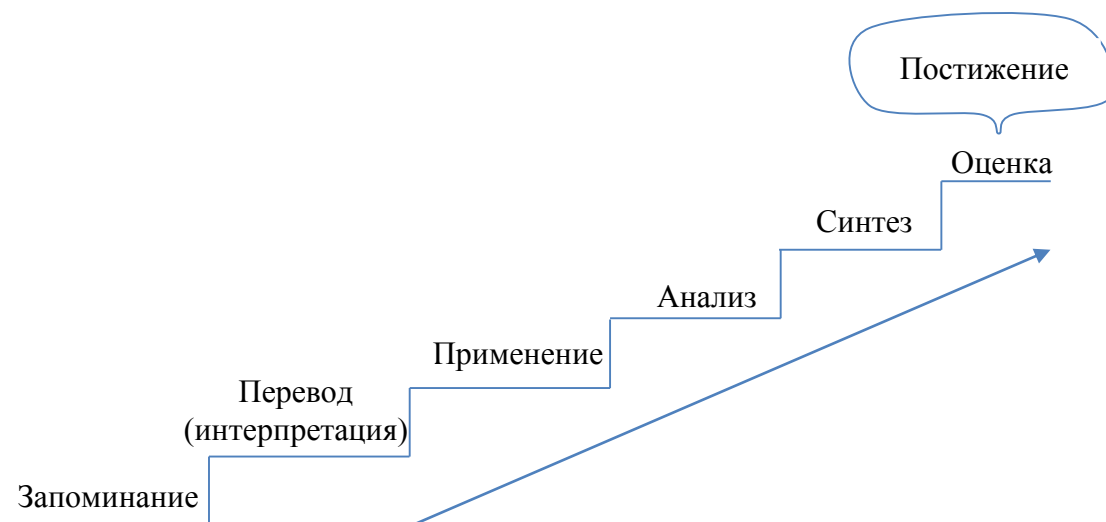 Постижение
Оценка
Синтез
Анализ
Применение
Перевод
(интерпретация)
Запоминание